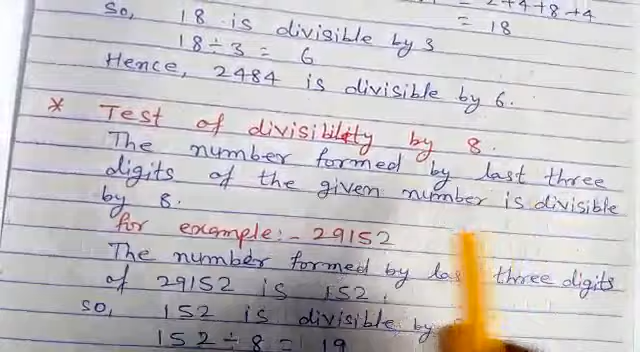 = 2+4+8+4
= 18
So, 18 is divisible by 3
18÷3 = 6
Hence, 2484 is divisible by 6.
* Test of divisibility by 8.
The number formed by last three
digits of the given number is divisible
by 8.
for example:- 29152
The number formed by las three digits
of 29152 is 152.
So, 152 is divisible by
152 ÷ 8 = 19